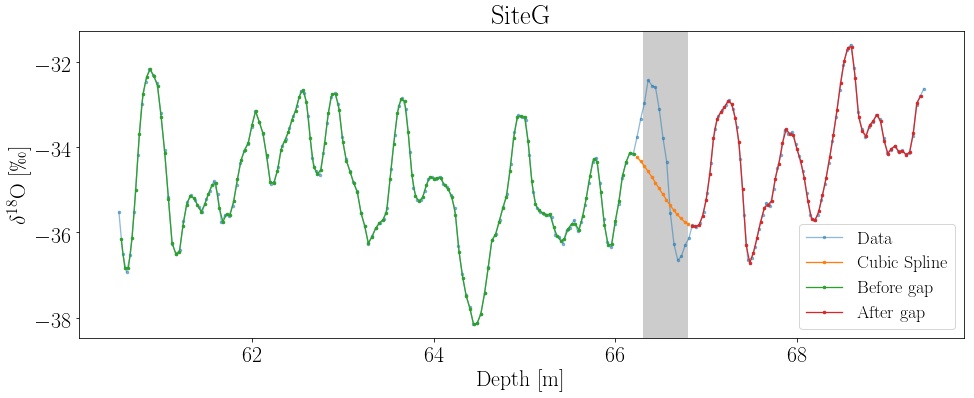 SiteG
δ¹⁸O [‰]
−32
−34
−36
−38
62
64
66
68
Depth [m]
Data
Cubic Spline
Before gap
After gap